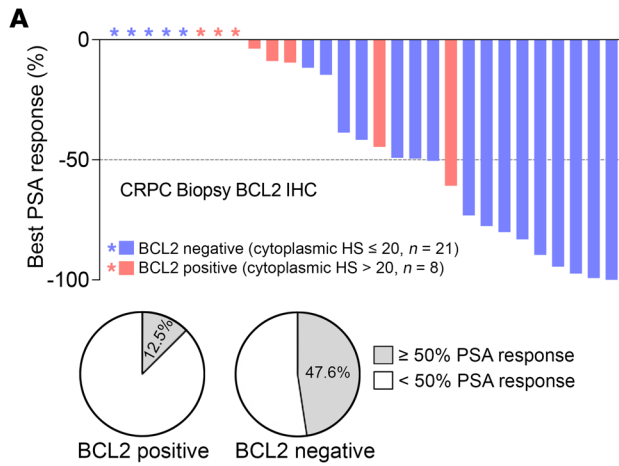 A
Best PSA response (%)
0
-50
-100
* * * * * * * *
CRPC Biopsy BCL2 IHC
* BCL2 negative (cytoplasmic HS ≤ 20, n = 21)
* BCL2 positive (cytoplasmic HS > 20, n = 8)
12.5%
47.6%
≥ 50% PSA response
< 50% PSA response
BCL2 positive
BCL2 negative